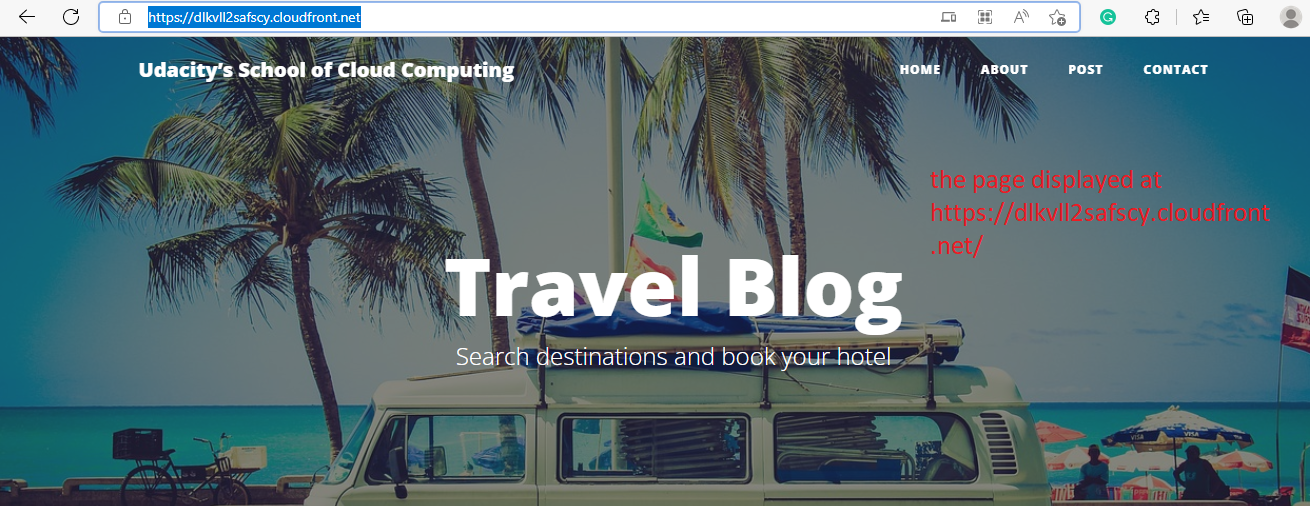 https://dlkvll2safscy.cloudfront.net
Udacity's School of Cloud Computing
HOME ABOUT POST CONTACT
the page displayed at
https://dlkvll2safscy.cloudfront
.net/
Travel Blog
Search destinations and book your hotel
VISA